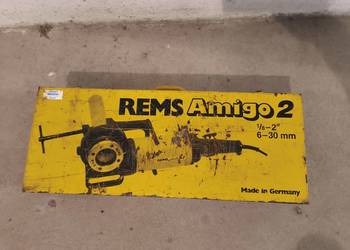 REMS Amigo 2
1/8-2"
6-30 mm
Made in Germany